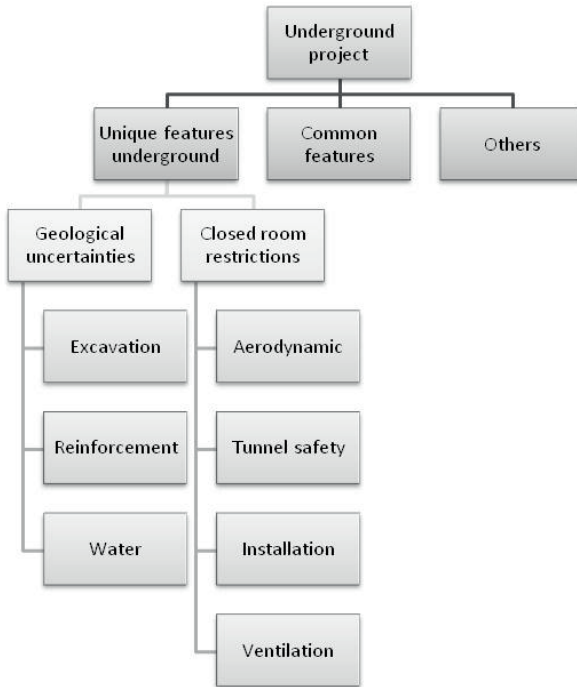 Underground
project
Unique features
underground
Common
features
Others
Geological
uncertainties
Closed room
restrictions
Excavation
Reinforcement
Water
Aerodynamic
Tunnel safety
Installation
Ventilation